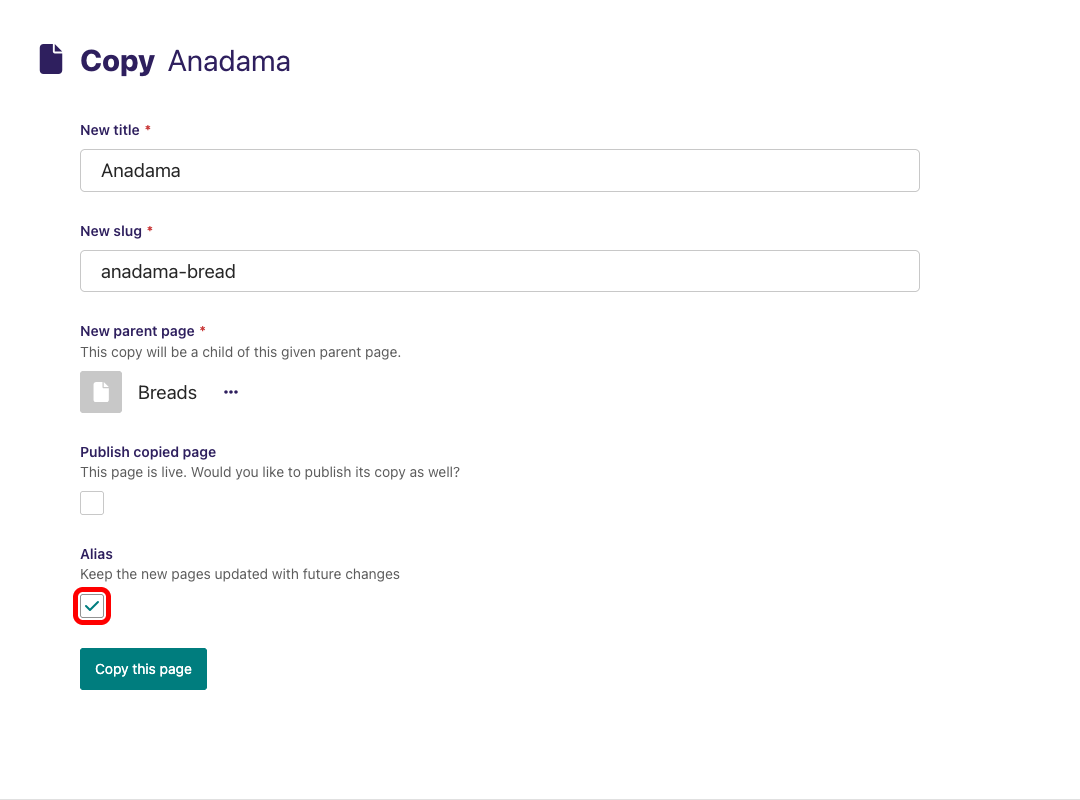 Copy Anadama
New title *
Anadama
New slug *
anadama-bread
New parent page *
This copy will be a child of this given parent page.
Breads
Publish copied page
This page is live. Would you like to publish its copy as well?
Alias
Keep the new pages updated with future changes
Copy this page